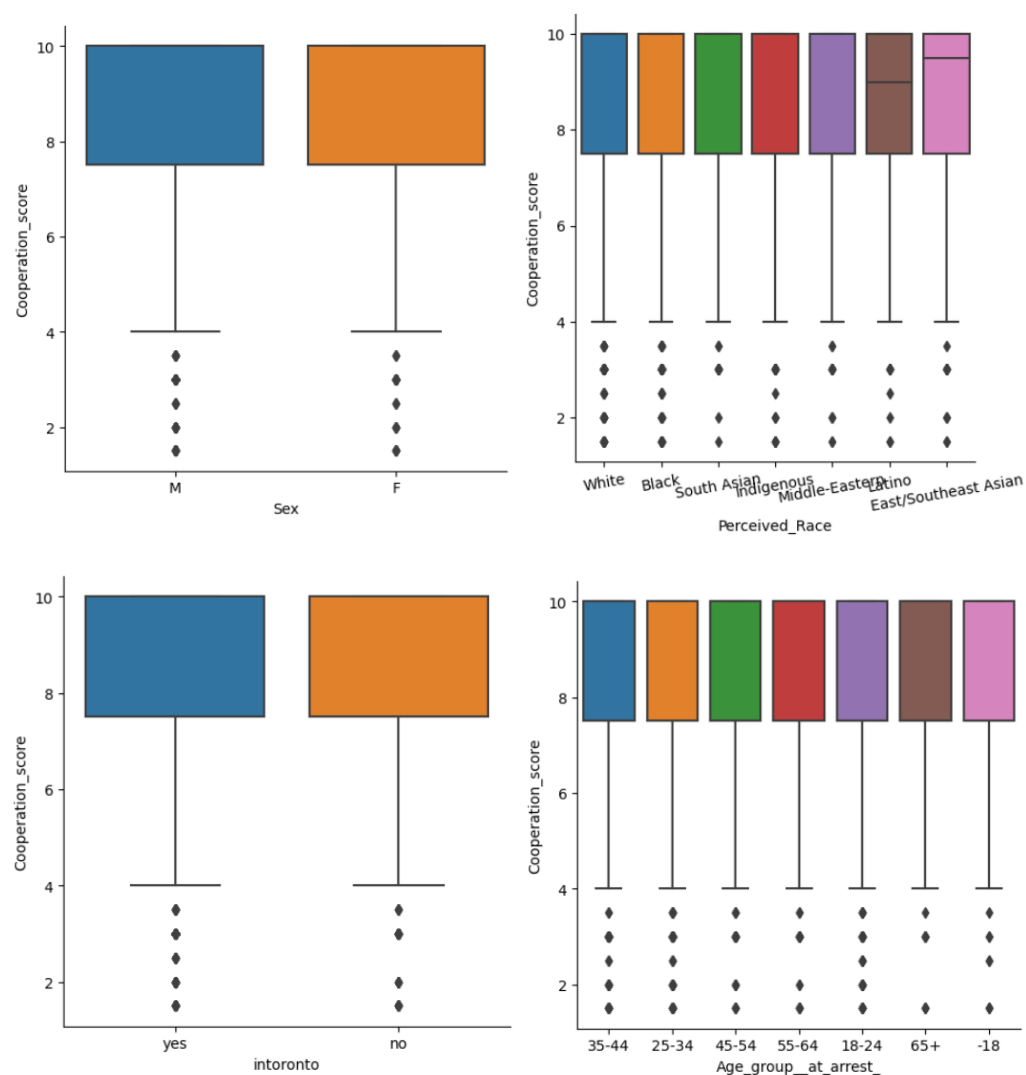 10
8
6
4
2
Cooperation_score
M
F
Sex
10
8
6
4
2
Cooperation_score
White
Black
South Asian
Indigenous
Middle-Eastern
Latino
East/Southeast Asian
Perceived_Race
10
8
6
4
2
Cooperation_score
yes
no
intoronto
10
8
6
4
2
Cooperation_score
35-44
25-34
45-54
55-64
18-24
65+
-18
Age_group__at_arrest_